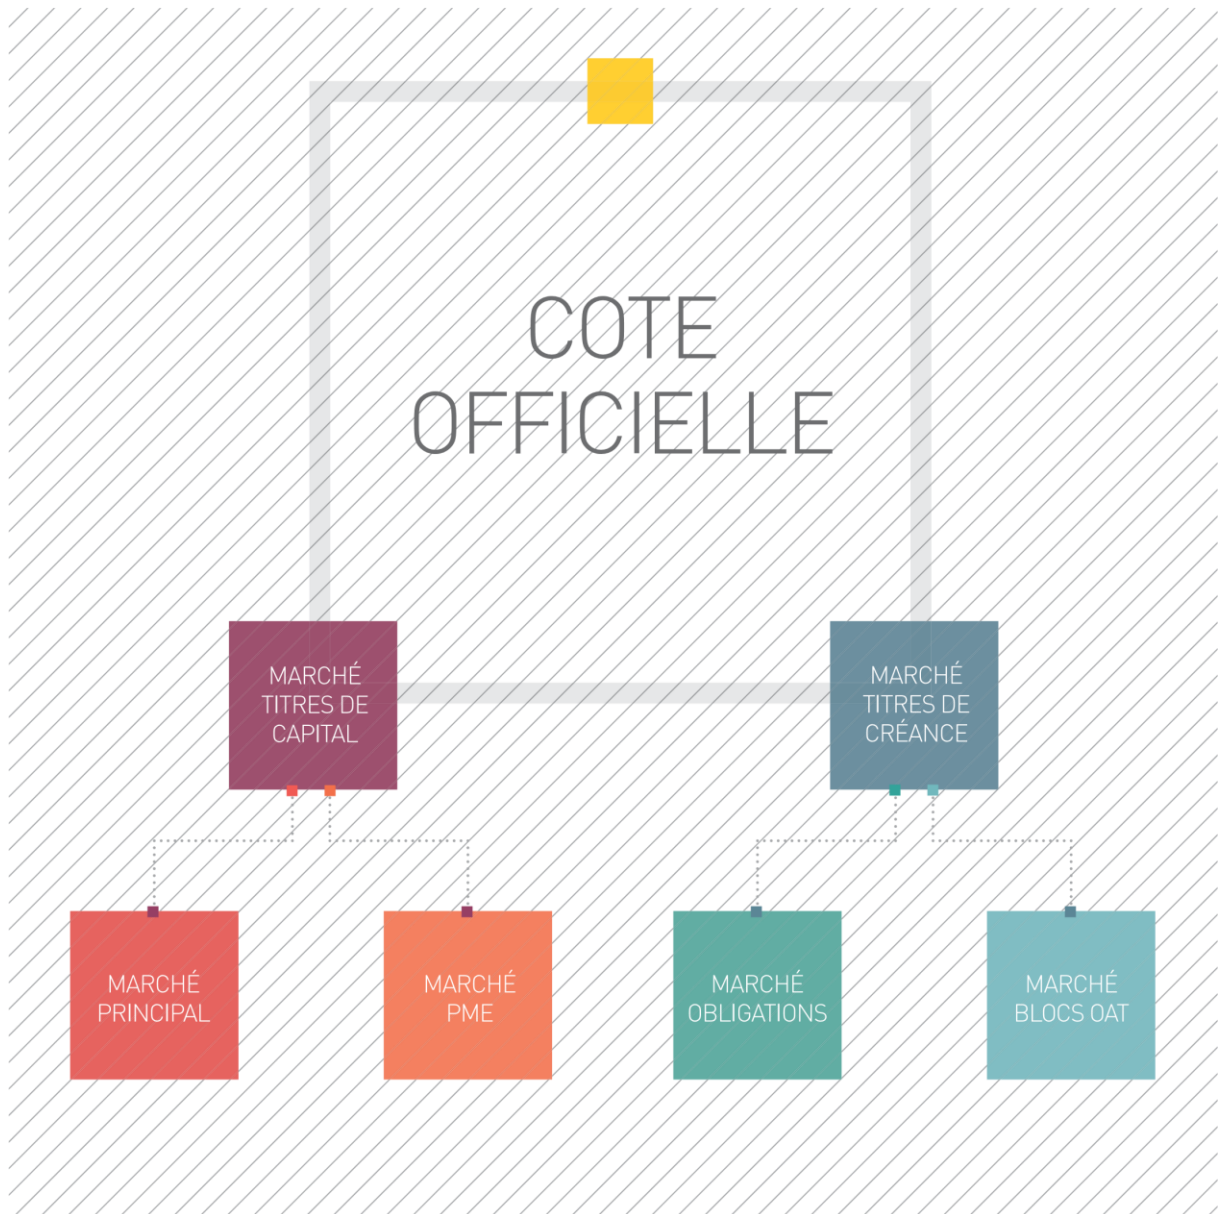 COTE
OFFICIELLE
MARCHÉ
TITRES DE
CAPITAL
MARCHÉ
TITRES DE
CRÉANCE
MARCHÉ
PRINCIPAL
MARCHÉ
PME
MARCHÉ
OBLIGATIONS
MARCHÉ
BLOCS OAT